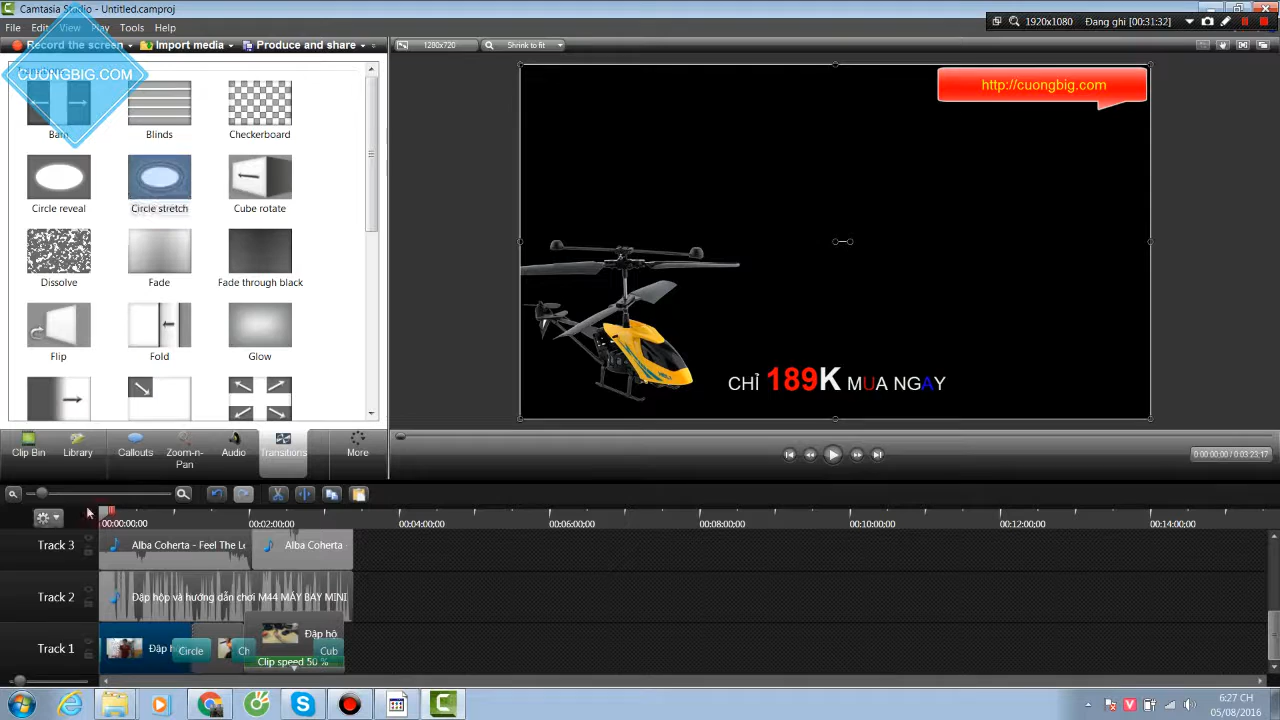 Camtasia Studio - Untitled.camproj
File Edit View Play Tools Help
1920x1080 Đang ghi (00:31:32)
Record the screen Import media Produce and share
1280x720 Shrink to fit
CUONGBIG.COM
http://cuongbig.com
Blinds Checkerboard
Circle reveal Circle stretch Cube rotate
Dissolve Fade Fade through black
Flip Fold Glow
CHỈ 189K MUA NGAY
Clip Bin Library Callouts Zoom-n-Pan Audio Transitions More
0:00:00:00 / 0:03:23;17
00:00:00:00 00:02:00;00 00:04:00;00 00:06:00;00 00:08:00;00 00:10:00;00 00:12:00;00 00:14:00;00
Track 3 Alba Coherta - Feel The Lo Alba Coherta
Track 2 Đập hộp và hướng dẫn chơi M44 MÁY BAY MINI
Track 1 Đập h Circle Ch Đập hộ Cub
Clip speed 50 %
6:27 CH
05/08/2016